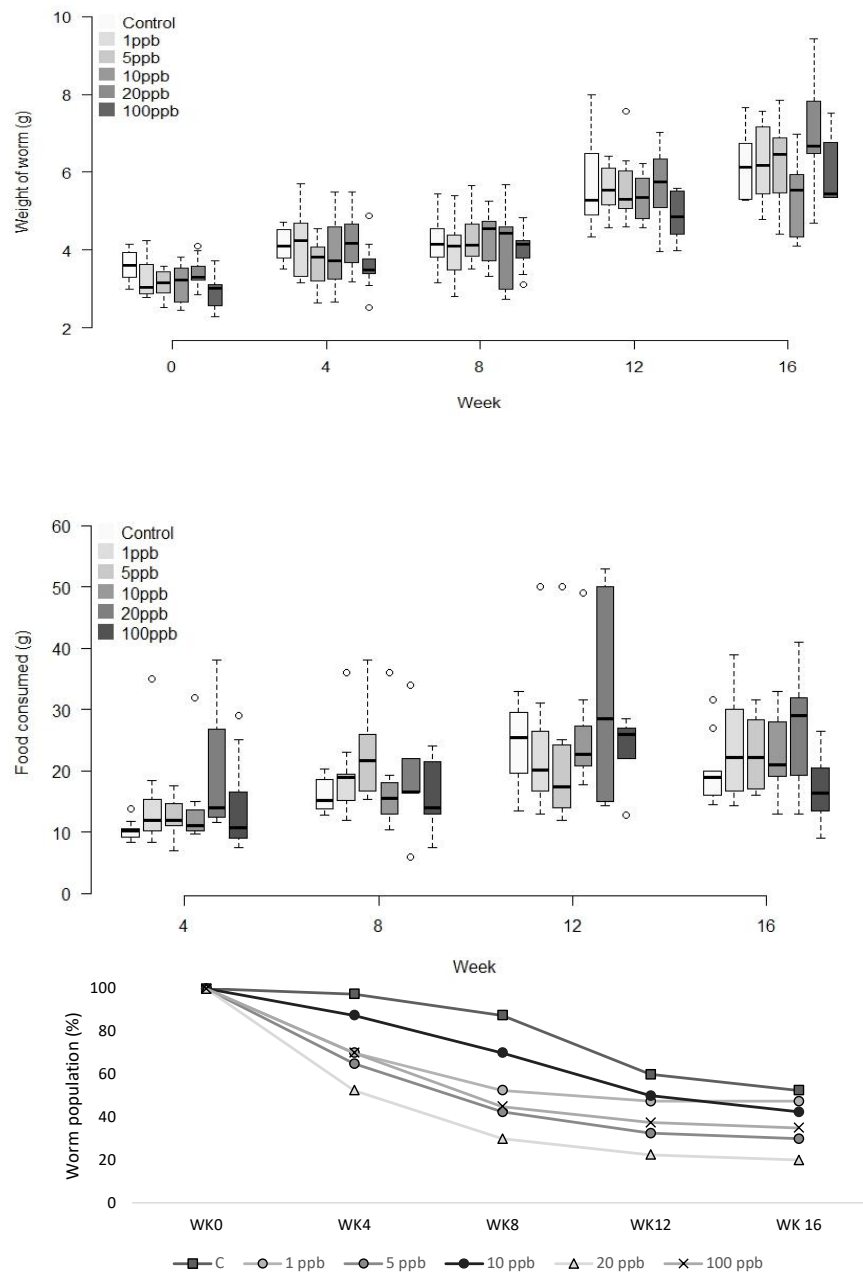 10
8
6
4
2
Weight of worm (g)
Control
1ppb
5ppb
10ppb
20ppb
100ppb
0 4 8 12 16
Week
60
50
40
30
20
10
0
Food consumed (g)
Control
1ppb
5ppb
10ppb
20ppb
100ppb
4 8 12 16
Week
100
80
60
40
20
0
Worm population (%)
WK0 WK4 WK8 WK12 WK 16
C 1 ppb 5 ppb 10 ppb 20 ppb 100 ppb